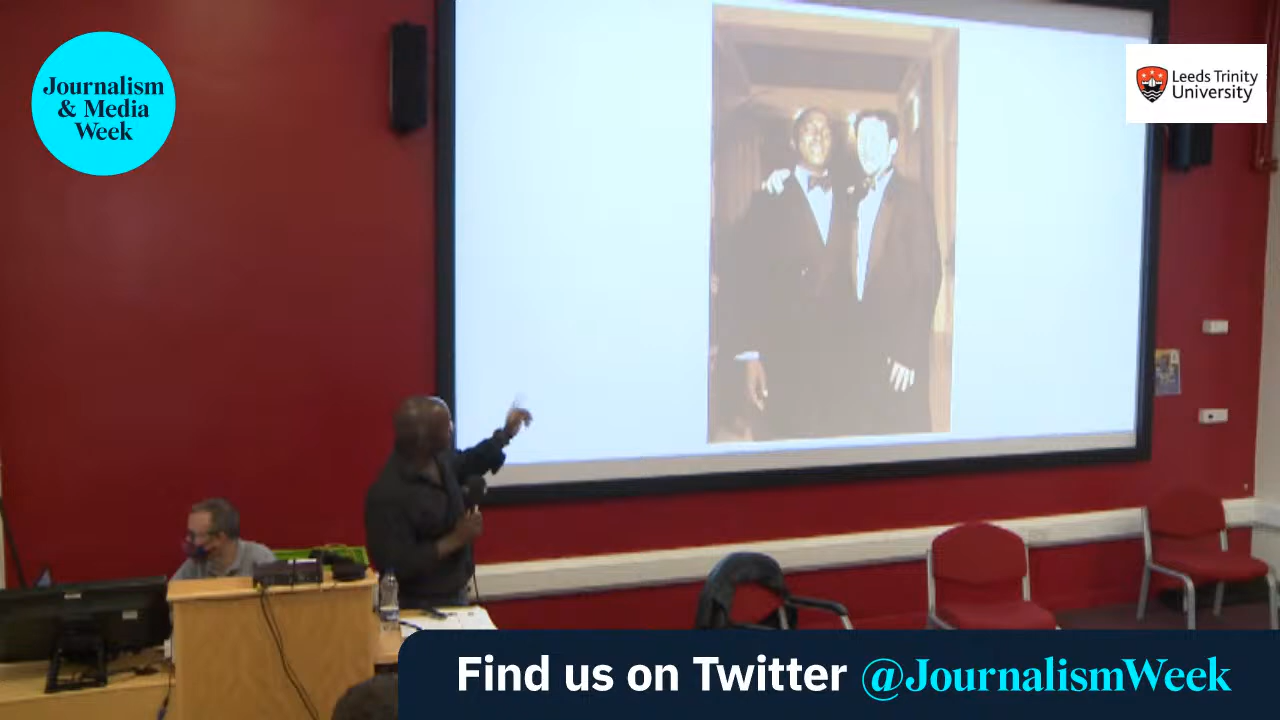 Journalism
& Media
Week
Leeds Trinity
University
Find us on Twitter @JournalismWeek